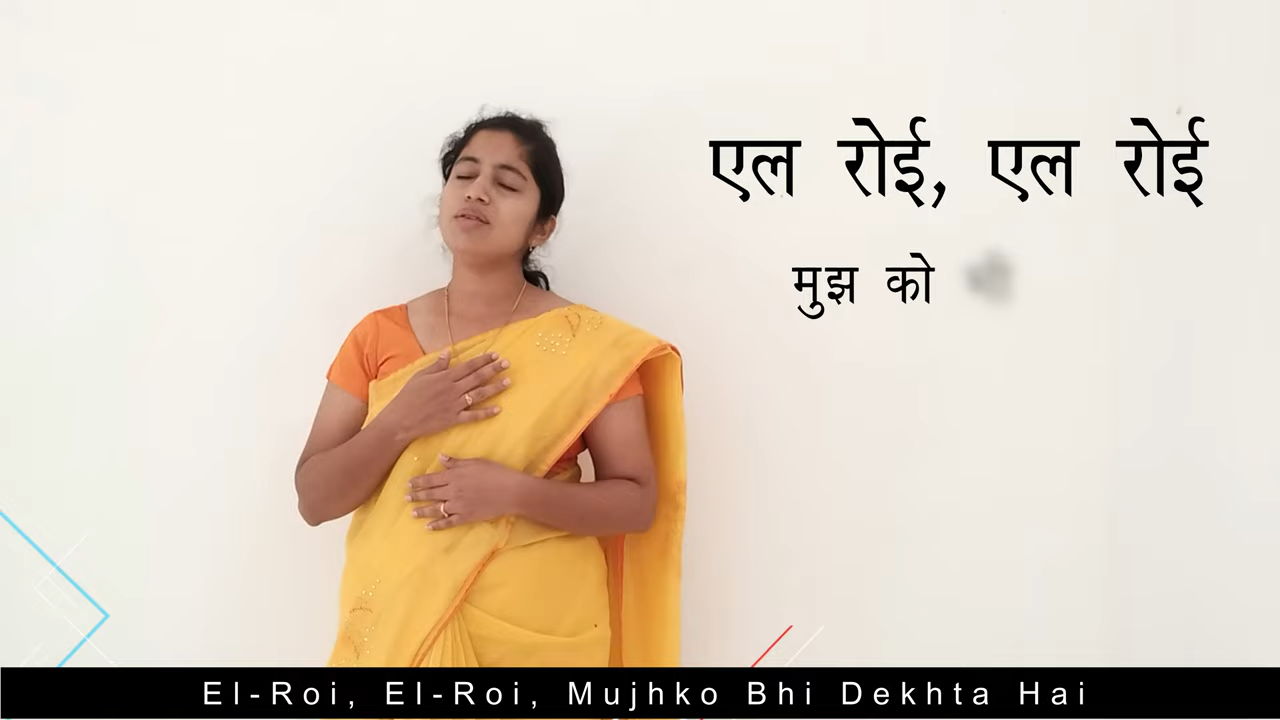 एल रोई, एल रोई
मुझ को
El-Roi, El-Roi, Mujhko Bhi Dekhta Hai